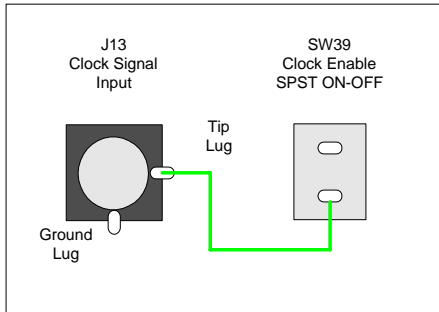 J13
Clock Signal
Input
SW39
Clock Enable
SPST ON-OFF
Tip
Lug
Ground
Lug